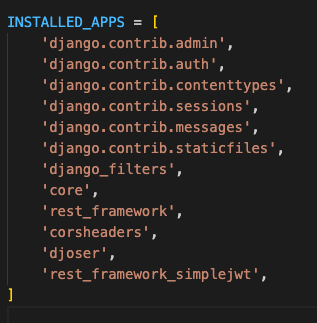 INSTALLED_APPS = [
    'django.contrib.admin',
    'django.contrib.auth',
    'django.contrib.contenttypes',
    'django.contrib.sessions',
    'django.contrib.messages',
    'django.contrib.staticfiles',
    'django_filters',
    'core',
    'rest_framework',
    'corsheaders',
    'djoser',
    'rest_framework_simplejwt',
]